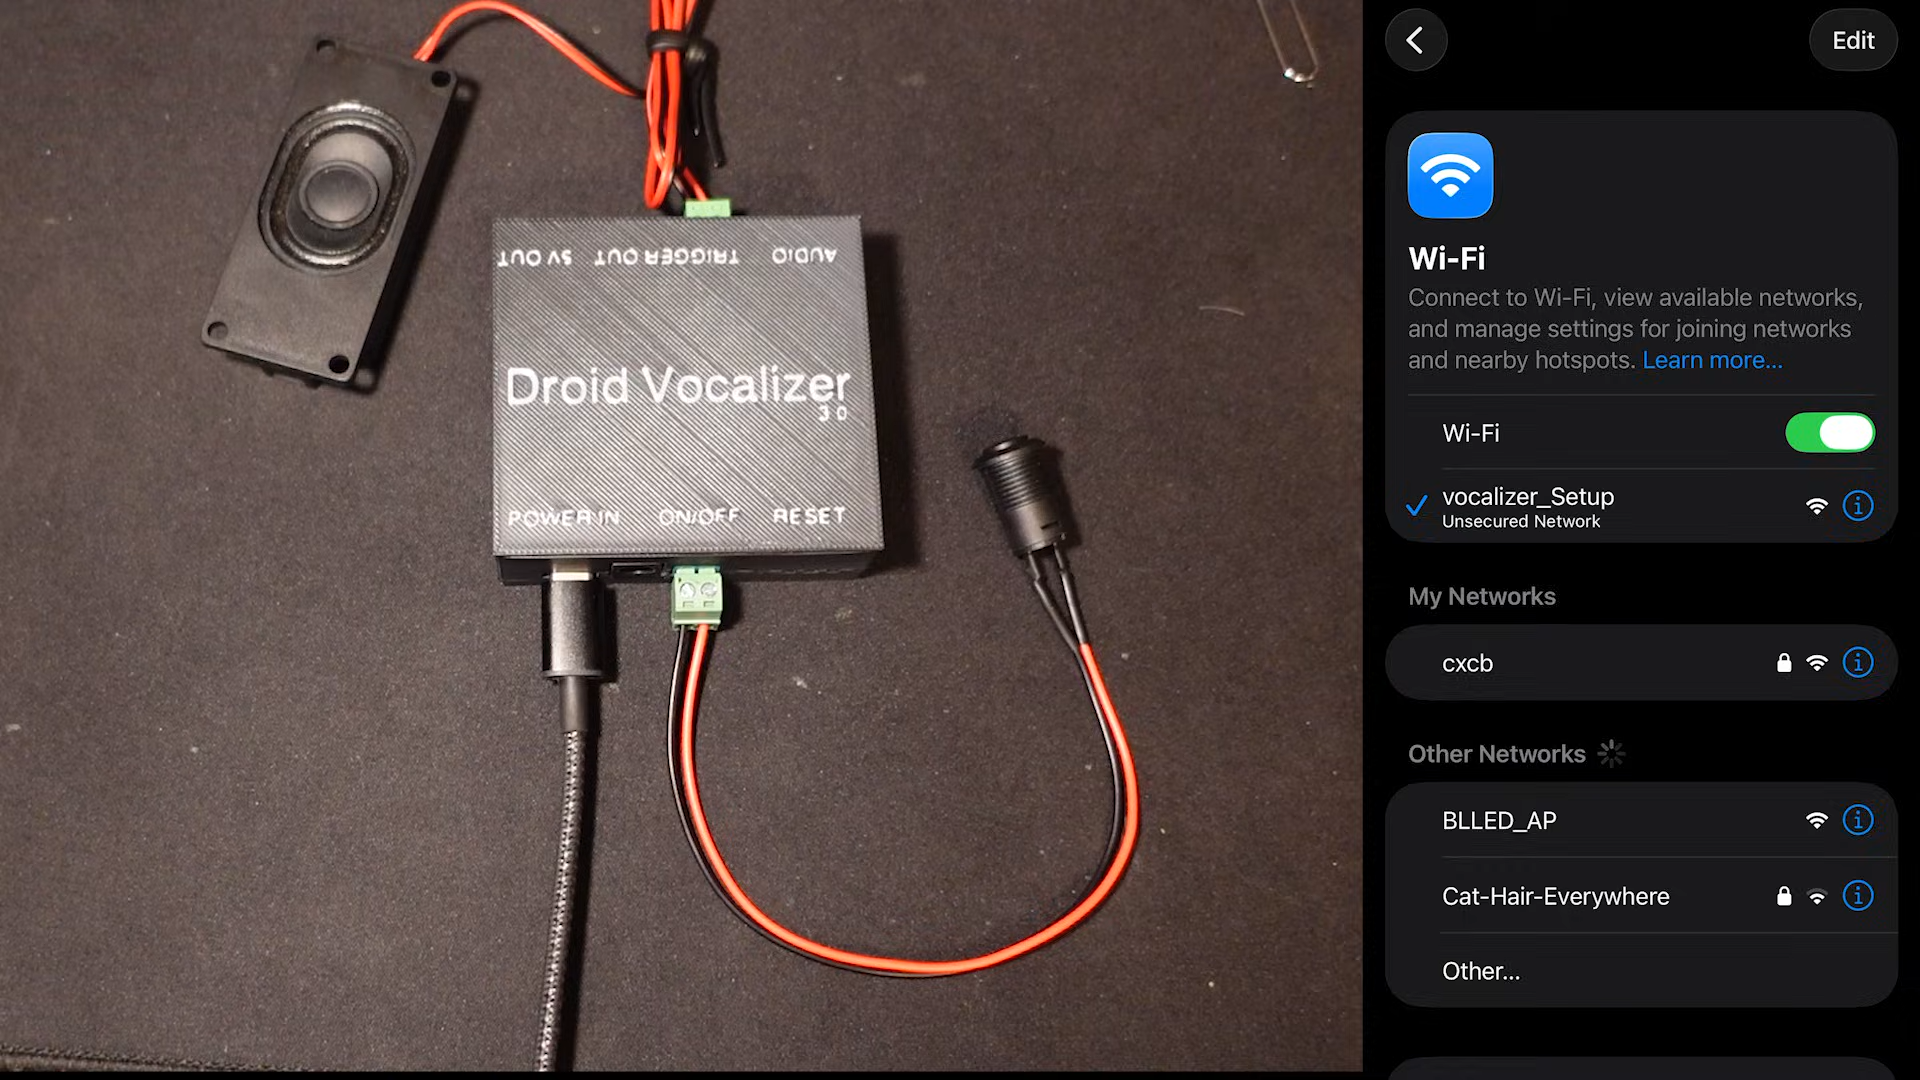 5V OUT
TRIGGER OUT
AUDIO
Droid Vocalizer
3.0
POWER IN
ON/OFF
RESET
Edit
Wi-Fi
Connect to Wi-Fi, view available networks,
and manage settings for joining networks
and nearby hotspots. Learn more...
Wi-Fi
vocalizer_Setup
Unsecured Network
My Networks
cxcb
Other Networks
BLLED_AP
Cat-Hair-Everywhere
Other...